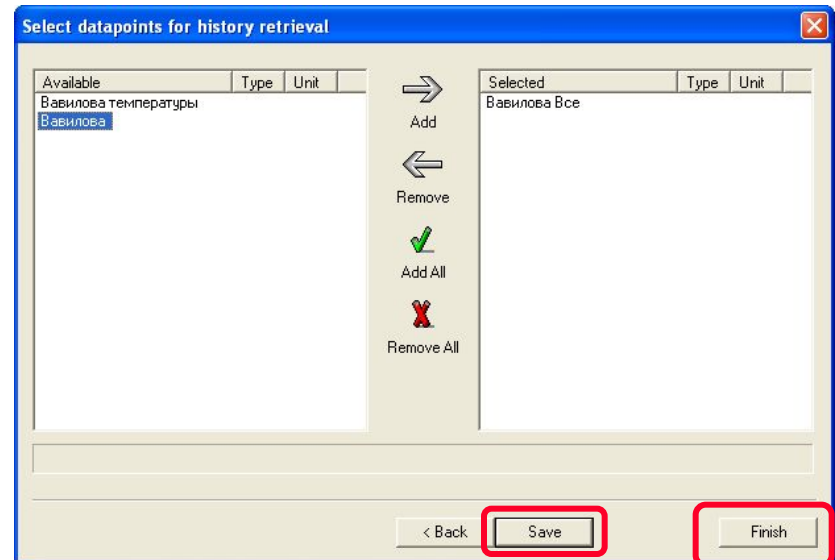 Select datapoints for history retrieval
Available Type Unit
Вавилова температуры
Вавилова
Add
Remove
Add All
Remove All
Selected Type Unit
Вавилова Все
< Back Save Finish